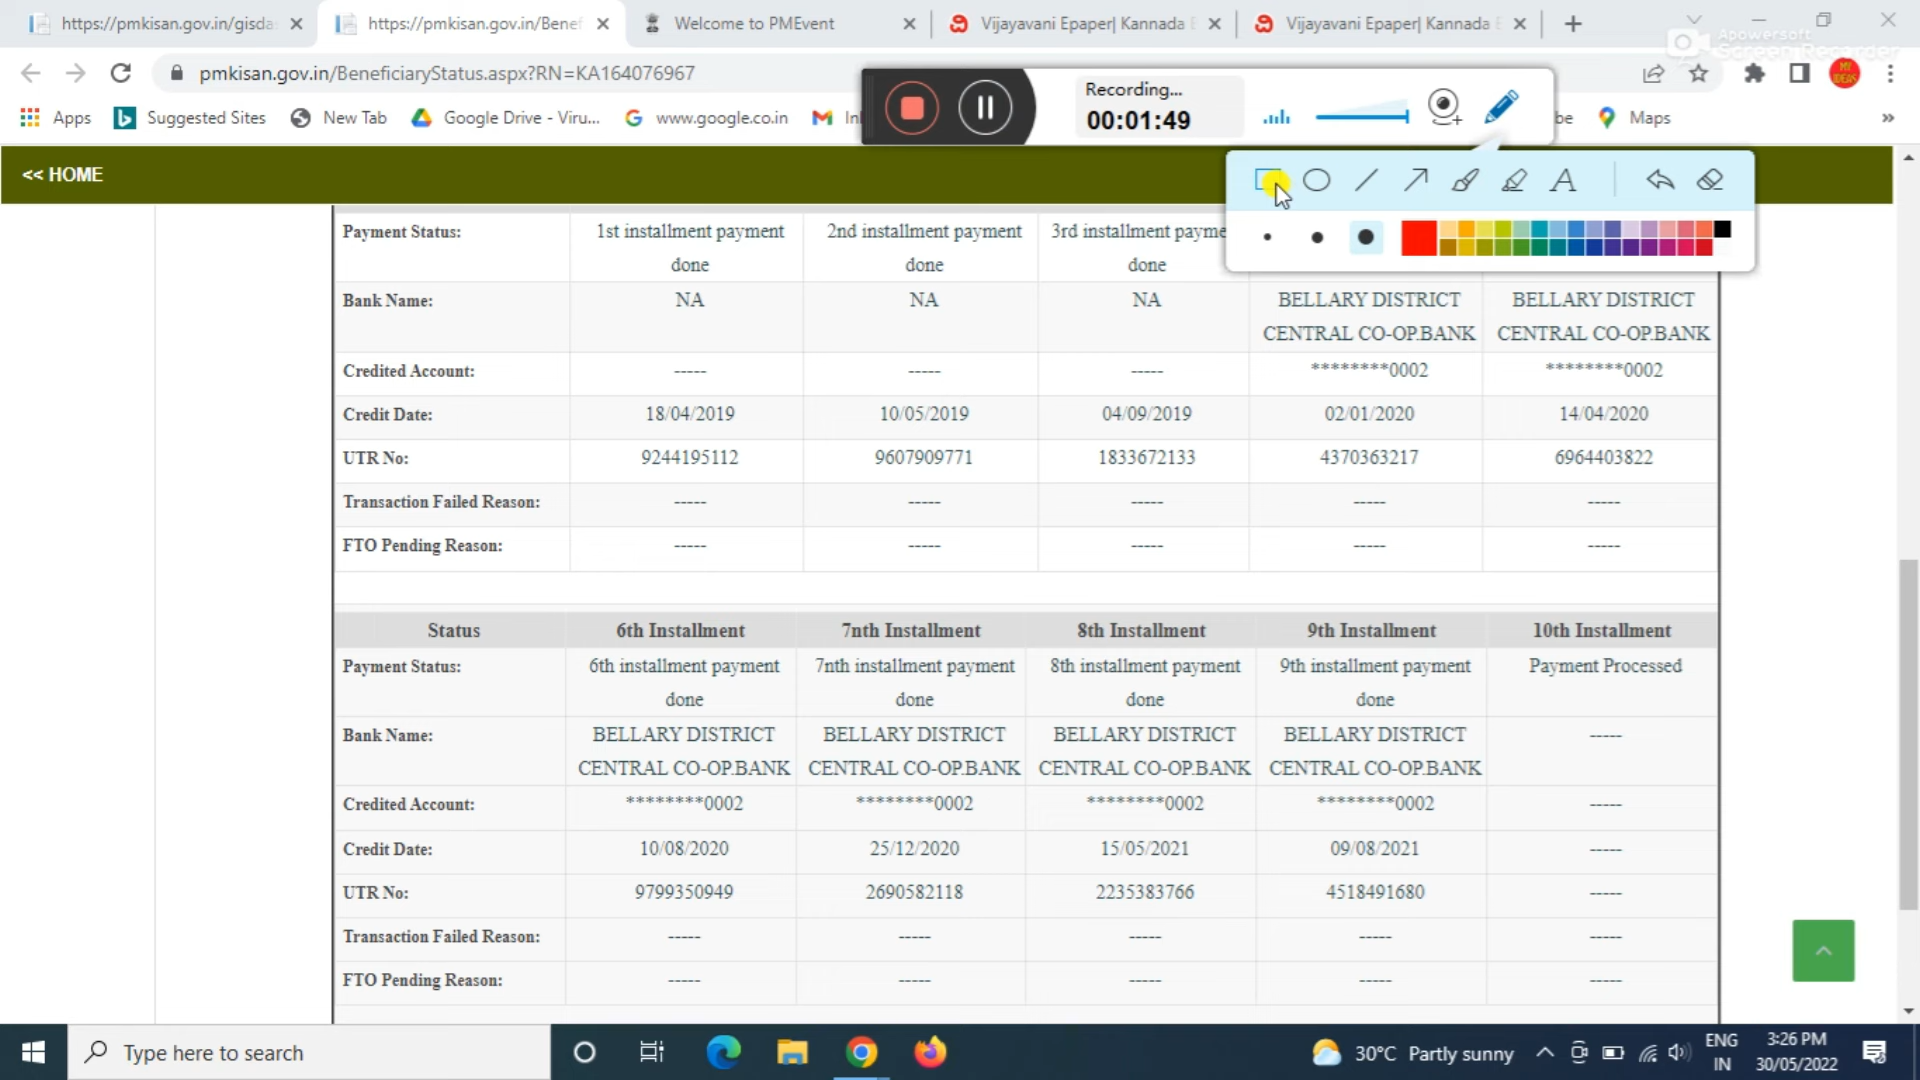 https://pmkisan.gov.in/gisda
https://pmkisan.gov.in/Benef
Welcome to PMEvent
Vijayavani Epaper| Kannada E
Vijayavani Epaper| Kannada E
Apowersoft
Screen Recorder
pmkisan.gov.in/BeneficiaryStatus.aspx?RN=KA164076967
Recording...
00:01:49
Apps
Suggested Sites
New Tab
Google Drive - Viru...
www.google.co.in
be
Maps
»
<< HOME
A
Payment Status: 1st installment payment done 2nd installment payment done 3rd installment payme done
Bank Name: NA NA NA BELLARY DISTRICT CENTRAL CO-OP.BANK BELLARY DISTRICT CENTRAL CO-OP.BANK
Credited Account: ----- ----- ----- ********0002 ********0002
Credit Date: 18/04/2019 10/05/2019 04/09/2019 02/01/2020 14/04/2020
UTR No: 9244195112 9607909771 1833672133 4370363217 6964403822
Transaction Failed Reason: ----- ----- ----- ----- -----
FTO Pending Reason: ----- ----- ----- ----- -----
Status 6th Installment 7nth Installment 8th Installment 9th Installment 10th Installment
Payment Status: 6th installment payment done 7nth installment payment done 8th installment payment done 9th installment payment done Payment Processed
Bank Name: BELLARY DISTRICT CENTRAL CO-OP.BANK BELLARY DISTRICT CENTRAL CO-OP.BANK BELLARY DISTRICT CENTRAL CO-OP.BANK BELLARY DISTRICT CENTRAL CO-OP.BANK -----
Credited Account: ********0002 ********0002 ********0002 ********0002 -----
Credit Date: 10/08/2020 25/12/2020 15/05/2021 09/08/2021 -----
UTR No: 9799350949 2690582118 2235383766 4518491680 -----
Transaction Failed Reason: ----- ----- ----- ----- -----
FTO Pending Reason: ----- ----- ----- ----- -----
Type here to search
30°C Partly sunny
ENG
IN
3:26 PM
30/05/2022